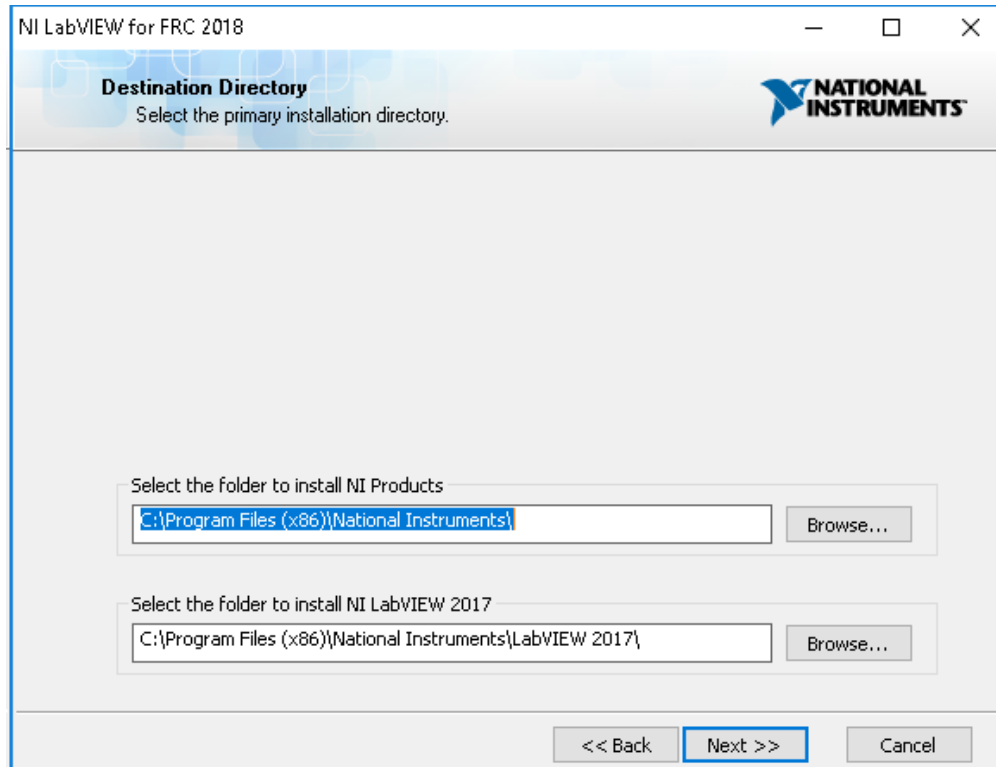 NI LabVIEW for FRC 2018
Destination Directory
Select the primary installation directory.
NATIONAL
INSTRUMENTS™
Select the folder to install NI Products
C:\Program Files (x86)\National Instruments\
Browse...
Select the folder to install NI LabVIEW 2017
C:\Program Files (x86)\National Instruments\LabVIEW 2017\
Browse...
<< Back
Next >>
Cancel